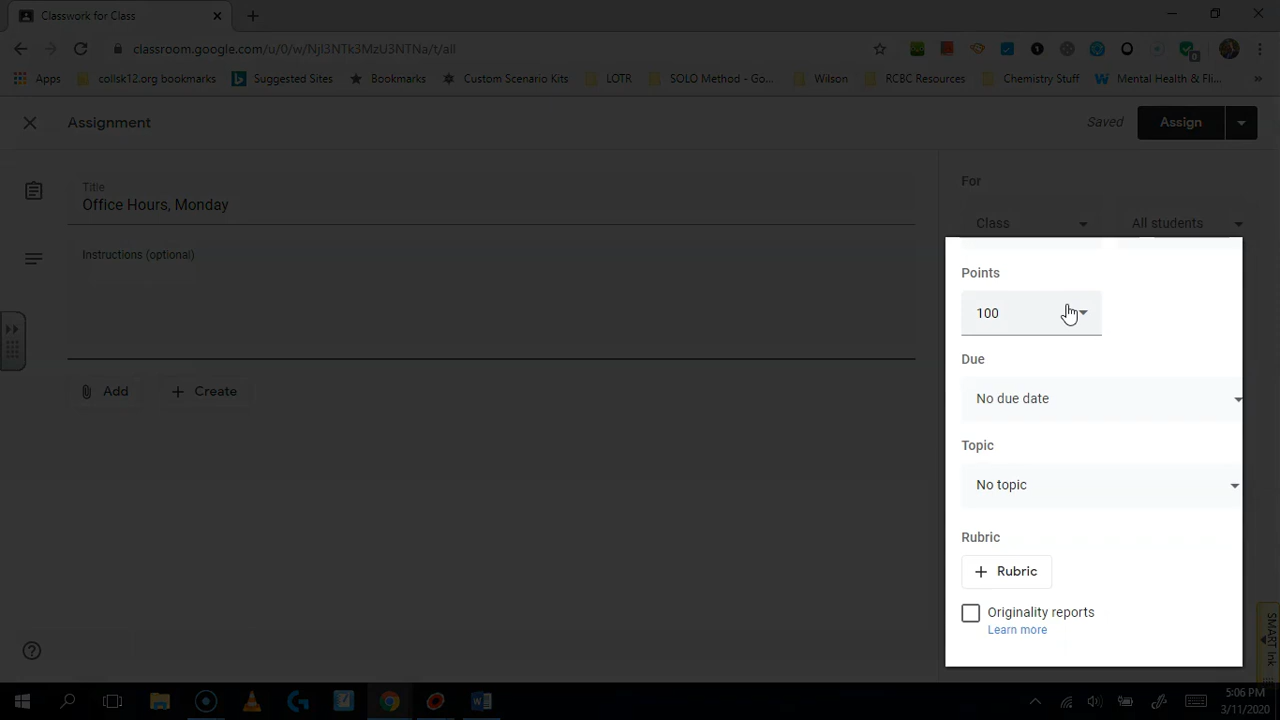 Classwork for Class
classroom.google.com/u/0/w/NjI3NTk3MzU3NTNa/t/all
Apps
collsk12.org bookmarks
Suggested Sites
Bookmarks
Custom Scenario Kits
LOTR
SOLO Method - Go...
Wilson
RCBC Resources
Chemistry Stuff
Mental Health & Fli...
»
Assignment
Saved
Assign
Title
Office Hours, Monday
Instructions (optional)
Add
Create
For
Class
All students
Points
100
Due
No due date
Topic
No topic
Rubric
+ Rubric
Originality reports
Learn more
SMART Ink
5:06 PM
3/11/2020